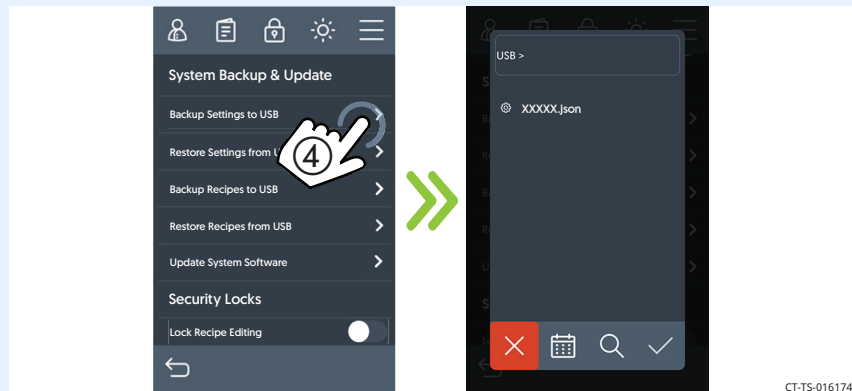 System Backup & Update
Backup Settings to USB
Restore Settings from U
④
Backup Recipes to USB
Restore Recipes from USB
Update System Software
Security Locks
Lock Recipe Editing
USB >
XXXXX.json
CT-TS-016174